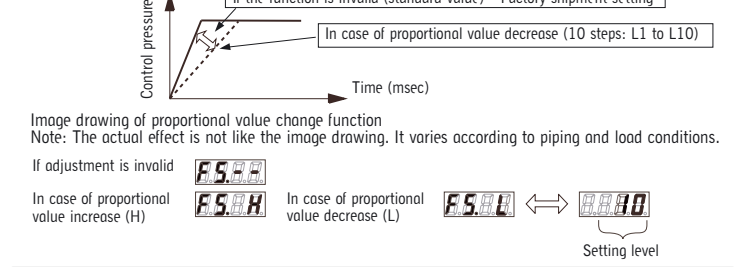 If the function is invalid (standard value) = Factory shipment setting
In case of proportional value decrease (10 steps: L1 to L10)
Control pressure
Time (msec)
Image drawing of proportional value change function
Note: The actual effect is not like the image drawing. It varies according to piping and load conditions.
If adjustment is invalid
FS.--
In case of proportional
value increase (H)
FS. H
In case of proportional
value decrease (L)
FS. L
10
Setting level